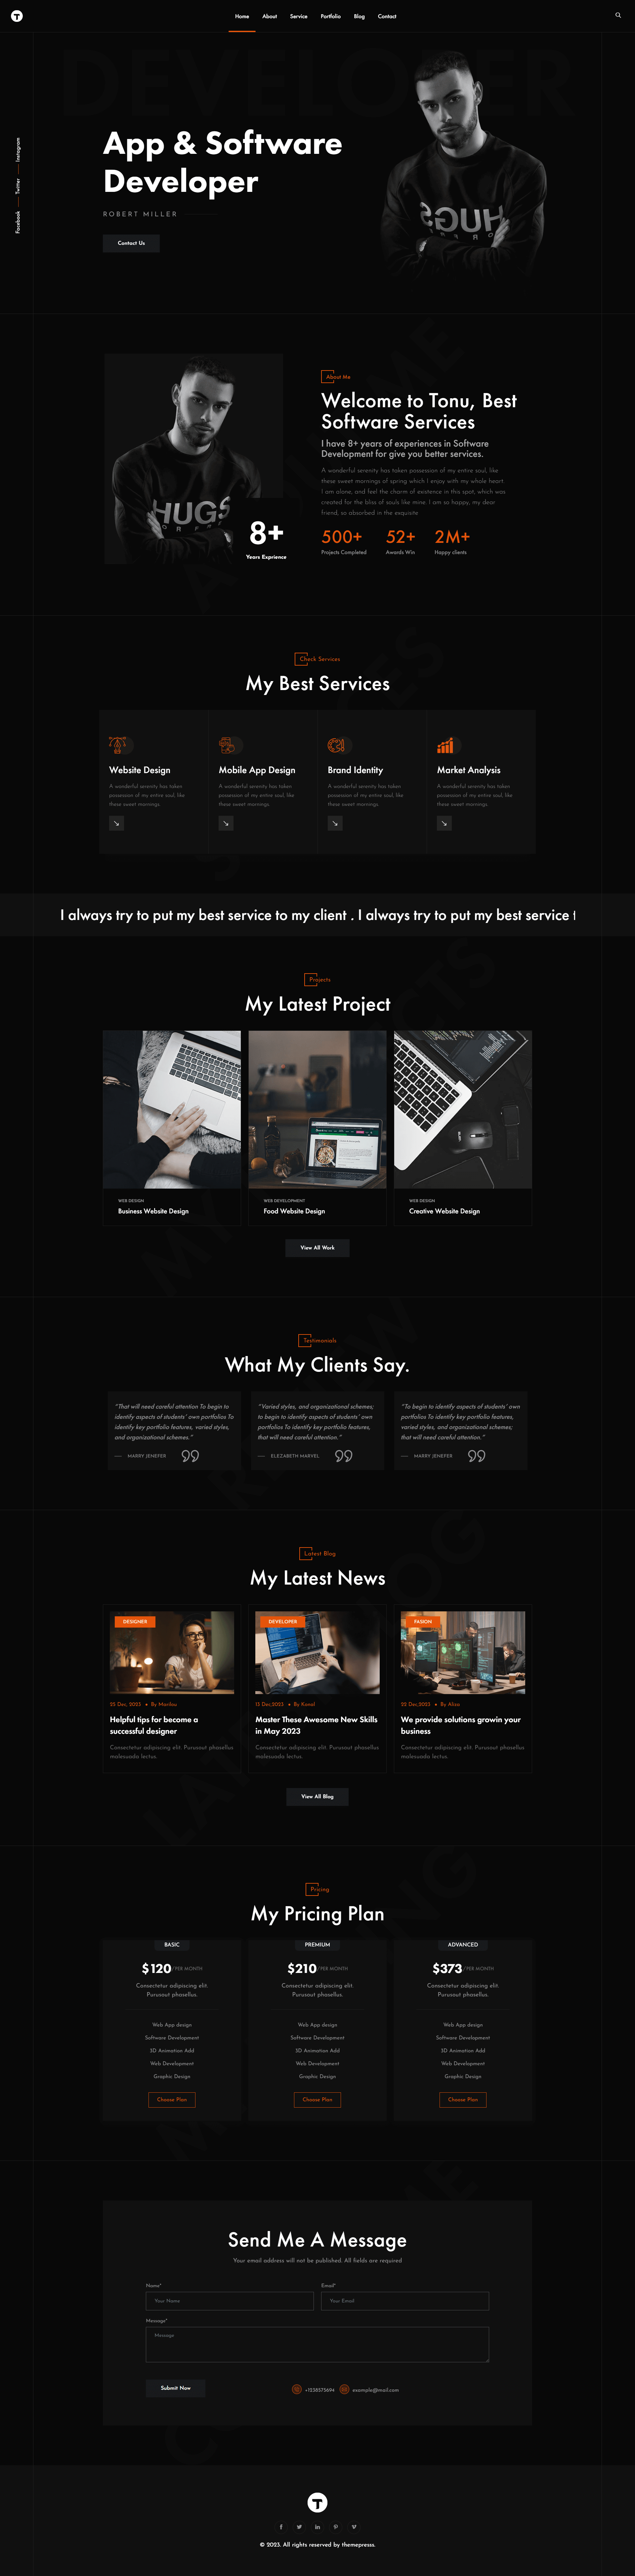 Home About Service Portfolio Blog Contact
DEVELOPER
Instagram
Twitter
Facebook
App & Software
Developer
ROBERT MILLER
Contact Us
HUGS
About Me
Welcome to Tonu, Best
Software Services
I have 8+ years of experiences in Software
Development for give you better services.
A wonderful serenity has taken possession of my entire soul, like
these sweet mornings of spring which I enjoy with my whole heart
I am alone, and feel the charm of existence in this spot, which was
created for the bliss of souls like mine. I am so happy, my dear
friend, so absorbed in the exquisite
HUGS
8+
Years Exprience
500+ 52+ 2M+
Projects Completed Awards Win Happy clients
Check Services
My Best Services
Website Design Mobile App Design Brand Identity Market Analysis
A wonderful serenity has taken possession of my entire soul, like these sweet mornings.
A wonderful serenity has taken possession of my entire soul, like these sweet mornings.
A wonderful serenity has taken possession of my entire soul, like these sweet mornings.
A wonderful serenity has taken possession of my entire soul, like these sweet mornings.
I always try to put my best service to my client . I always try to put my best service t
Projects
My Latest Project
WEB DESIGN
Business Website Design
WEB DEVELOPMENT
Food Website Design
WEB DESIGN
Creative Website Design
View All Work
Testimonials
What My Clients Say.
"That will need careful attention To begin to
identify aspects of students' own portfolios To
identify key portfolio features, varied styles,
and organizational schemes."
MARRY JENEFER
"Varied styles, and organizational schemes;
to begin to identify aspects of students' own
portfolios To identify key portfolio features,
that will need careful attention."
ELEZABETH MARVEL
"To begin to identify aspects of students' own
portfolios To identify key portfolio features,
varied styles, and organizational schemes;
that will need careful attention."
MARRY JENEFER
Latest Blog
My Latest News
DESIGNER
25 Dec, 2023 • By Marilou
Helpful tips for become a
successful designer
Consectetur adipiscing elit. Purusout phasellus
malesuada lectus.
DEVELOPER
15 Dec,2023 • By Kamal
Master These Awesome New Skills
in May 2023
Consectetur adipiscing elit. Purusout phasellus
malesuada lectus.
FASION
22 Dec,2023 • By Aliza
We provide solutions growin your
business
Consectetur adipiscing elit. Purusout phasellus
malesuada lectus.
View All Blog
Pricing
My Pricing Plan
BASIC
$120/PER MONTH
Consectetur adipiscing elit.
Purusout phasellus.
Web App design
Software Development
3D Animation Add
Web Development
Graphic Design
Choose Plan
PREMIUM
$210/PER MONTH
Consectetur adipiscing elit.
Purusout phasellus.
Web App design
Software Development
3D Animation Add
Web Development
Graphic Design
Choose Plan
ADVANCED
$373/PER MONTH
Consectetur adipiscing elit.
Purusout phasellus.
Web App design
Software Development
3D Animation Add
Web Development
Graphic Design
Choose Plan
Send Me A Message
Your email address will not be published. All fields are required
Name* Email*
Your Name Your Email
Message*
Message
Submit Now
+1238575694 example@mail.com
© 2023. All rights reserved by themepresss.